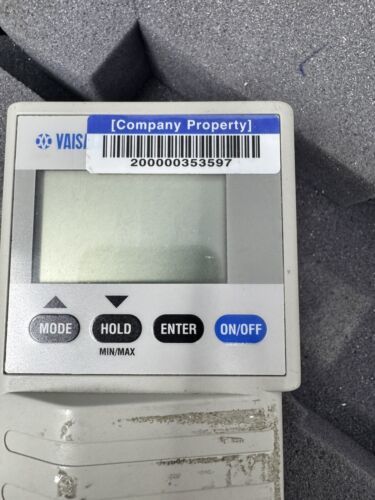 [Company Property]
VAIS
200000353597
MODE HOLD ENTER ON/OFF
MIN/MAX